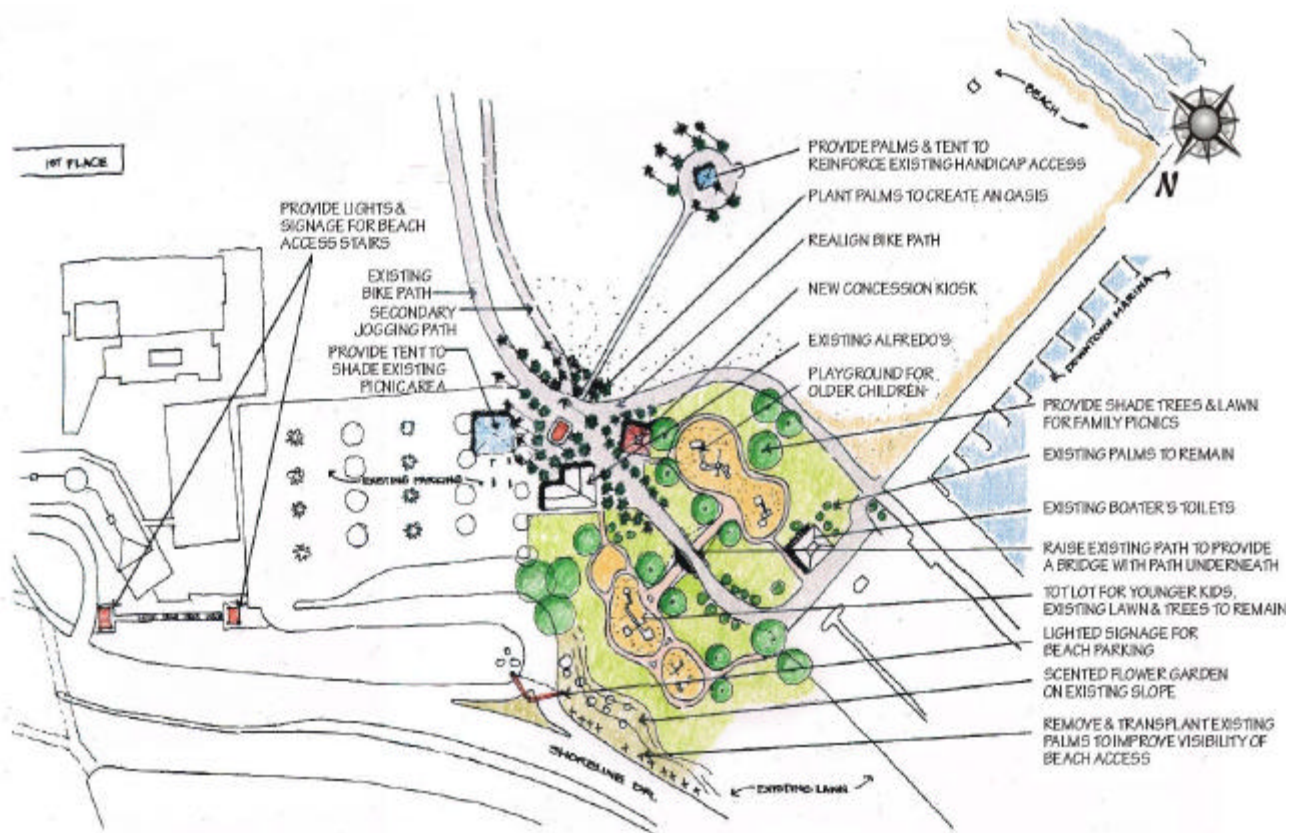 BEACH
N
1ST PLACE
PROVIDE PALMS & TENT TO
REINFORCE EXISTING HANDICAP ACCESS
PLANT PALMS TO CREATE AN OASIS
PROVIDE LIGHTS &
SIGNAGE FOR BEACH
ACCESS STAIRS
REALIGN BIKE PATH
EXISTING
BIKE PATH
SECONDARY
JOGGING PATH
PROVIDE TENT TO
SHADE EXISTING
PICNIC AREA
NEW CONCESSION KIOSK
EXISTING ALFREDO'S
PLAYGROUND FOR
OLDER CHILDREN
DOWNTOWN MARINA
PROVIDE SHADE TREES & LAWN
FOR FAMILY PICNICS
EXISTING PALMS TO REMAIN
EXISTING PARKING
EXISTING BOATER'S TOILETS
RAISE EXISTING PATH TO PROVIDE
A BRIDGE WITH PATH UNDERNEATH
TOT LOT FOR YOUNGER KIDS,
EXISTING LAWN & TREES TO REMAIN
LIGHTED SIGNAGE FOR
BEACH PARKING
SCENTED FLOWER GARDEN
ON EXISTING SLOPE
REMOVE & TRANSPLANT EXISTING
PALMS TO IMPROVE VISIBILITY OF
BEACH ACCESS
SHORELINE DR.
EXISTING LAWN